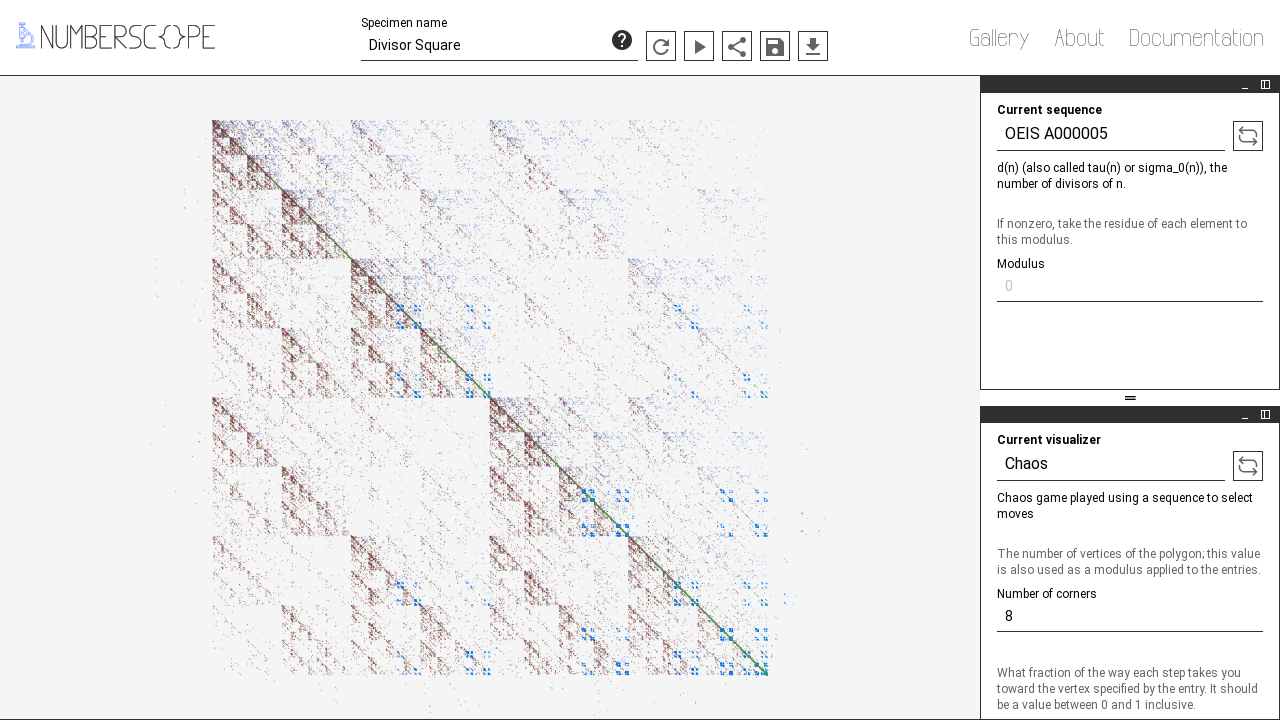 NUMBERSC{}PE
Specimen name
Divisor Square
?
Gallery
About
Documentation
Current sequence
OEIS A000005
d(n) (also called tau(n) or sigma_0(n)), the
number of divisors of n.
If nonzero, take the residue of each element to
this modulus.
Modulus
0
Current visualizer
Chaos
Chaos game played using a sequence to select
moves
The number of vertices of the polygon; this value
is also used as a modulus applied to the entries.
Number of corners
8
What fraction of the way each step takes you
toward the vertex specified by the entry. It should
be a value between 0 and 1 inclusive.